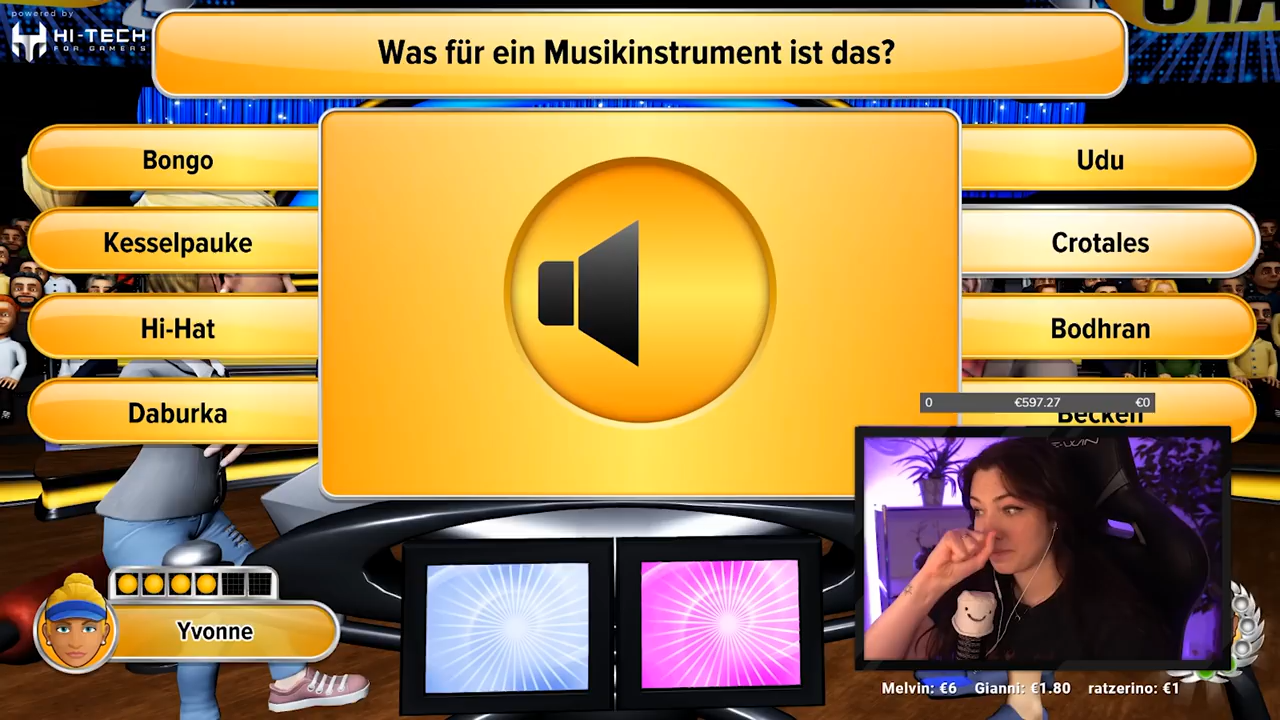 powered by
HI-TECH
FOR GAMERS
Was für ein Musikinstrument ist das?
Bongo
Udu
Kesselpauke
Crotales
Hi-Hat
Bodhran
Daburka
0 €597.27 €0
Becken
Yvonne
Melvin: €6 Gianni: €1.80 ratzerino: €1